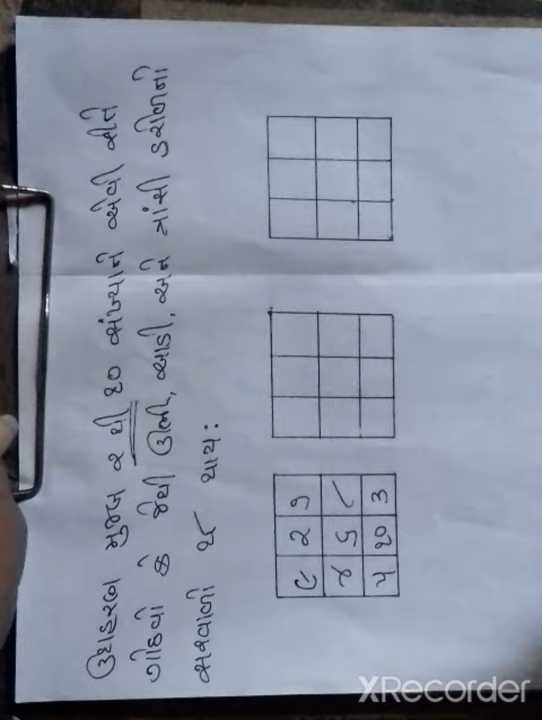 ઉદાહરણ મુજબ ૨ થી ૧૦ સંખ્યાને એવી રીતે
ગોઠવો કે જેથી ઊભી, આડી, અને ત્રાંસી હરોળનો
સરવાળો ૧૮ થાય:
૯ ૨ ૭
૪ ૬ ૮
૫ ૧૦ ૩
XRecorder